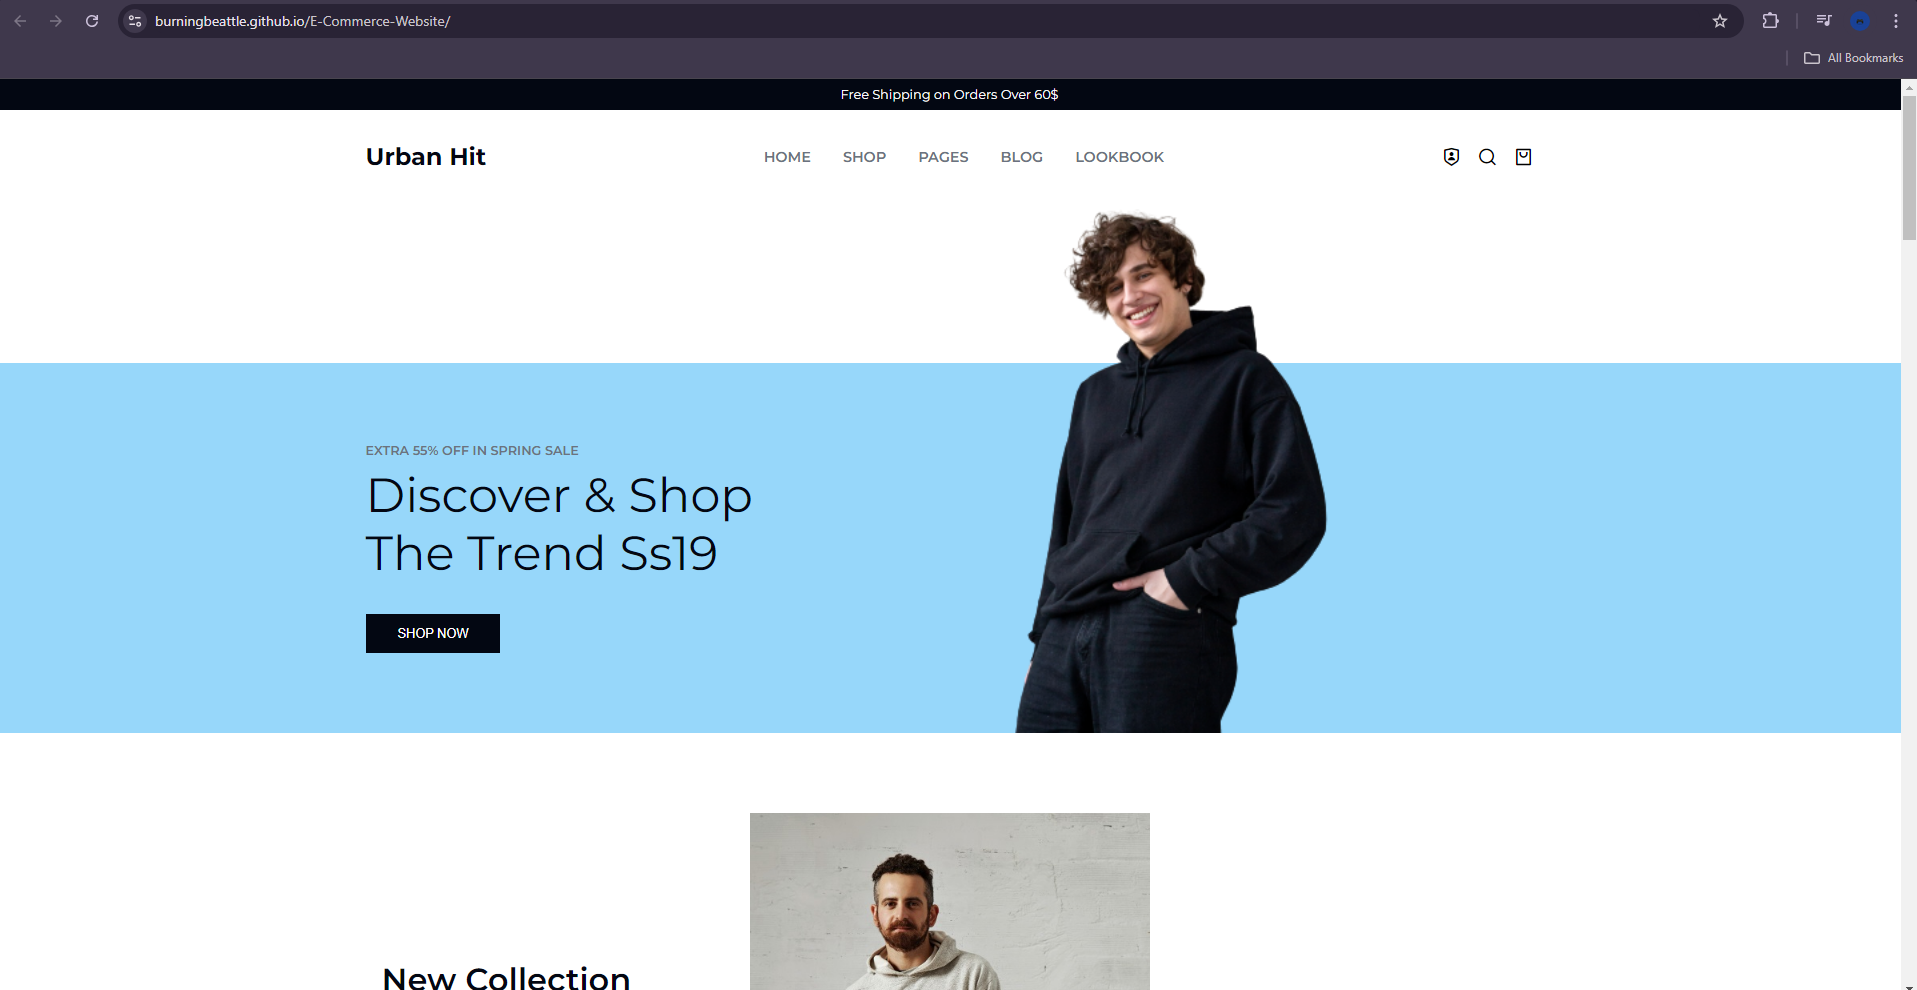 burningbeattle.github.io/E-Commerce-Website/
All Bookmarks
Free Shipping on Orders Over 60$
Urban Hit
HOME
SHOP
PAGES
BLOG
LOOKBOOK
EXTRA 55% OFF IN SPRING SALE
Discover & Shop
The Trend Ss19
SHOP NOW
New Collection